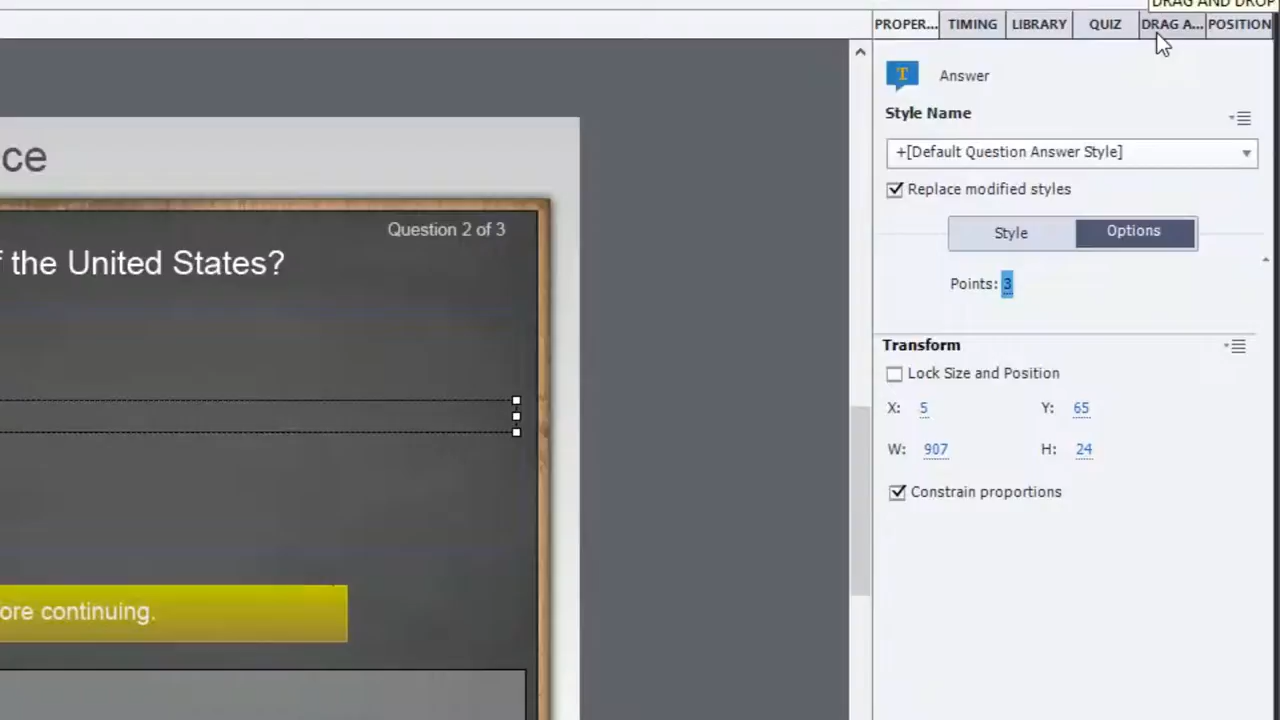 DRAG AND DROP
PROPER... TIMING LIBRARY QUIZ DRAG A... POSITION
T Answer
Style Name
+[Default Question Answer Style]
Replace modified styles
Style Options
Points: 3
Transform
Lock Size and Position
X: 5 Y: 65
W: 907 H: 24
Constrain proportions
ce
Question 2 of 3
f the United States?
ore continuing.